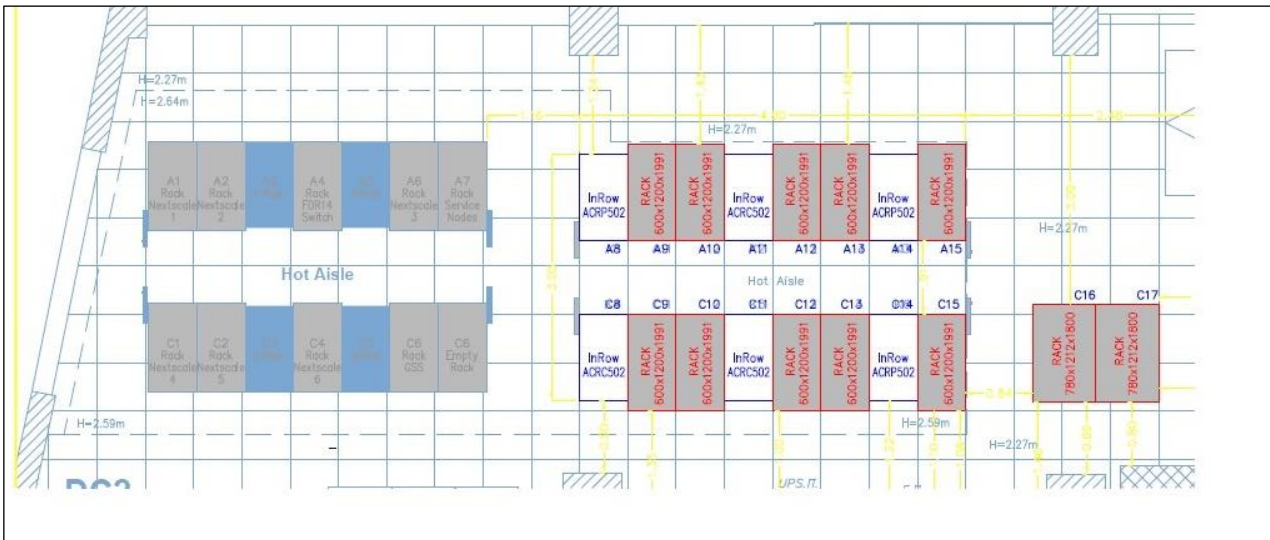 H=2.27m
H=2.64m
H=2.27m
A1
Rack
Nextscale
1
A2
Rack
Nextscale
2
A4
Rack
FDR14
Switch
A6
Rack
Nextscale
3
A7
Rack
Service
Nodes
InRow
ACRP502
RACK
600x1200x1991
RACK
600x1200x1991
InRow
ACRC502
RACK
600x1200x1991
RACK
600x1200x1991
InRow
ACRP502
RACK
600x1200x1991
A8 A9 A10 A11 A12 A13 A14 A15
H=2.27m
Hot Aisle
Hot Aisle
3.00
C8 C9 C10 C11 C12 C13 C14 C15
C16 C17
C1
Rack
Nextscale
4
C2
Rack
Nextscale
5
C4
Rack
Nextscale
6
C6
Rack
GSS
C6
Empty
Rack
InRow
ACRC502
RACK
600x1200x1991
RACK
600x1200x1991
InRow
ACRC502
RACK
600x1200x1991
RACK
600x1200x1991
InRow
ACRP502
RACK
600x1200x1991
RACK
780x1212x1800
RACK
780x1212x1800
H=2.59m
H=2.59m
H=2.27m
UPS.IT.